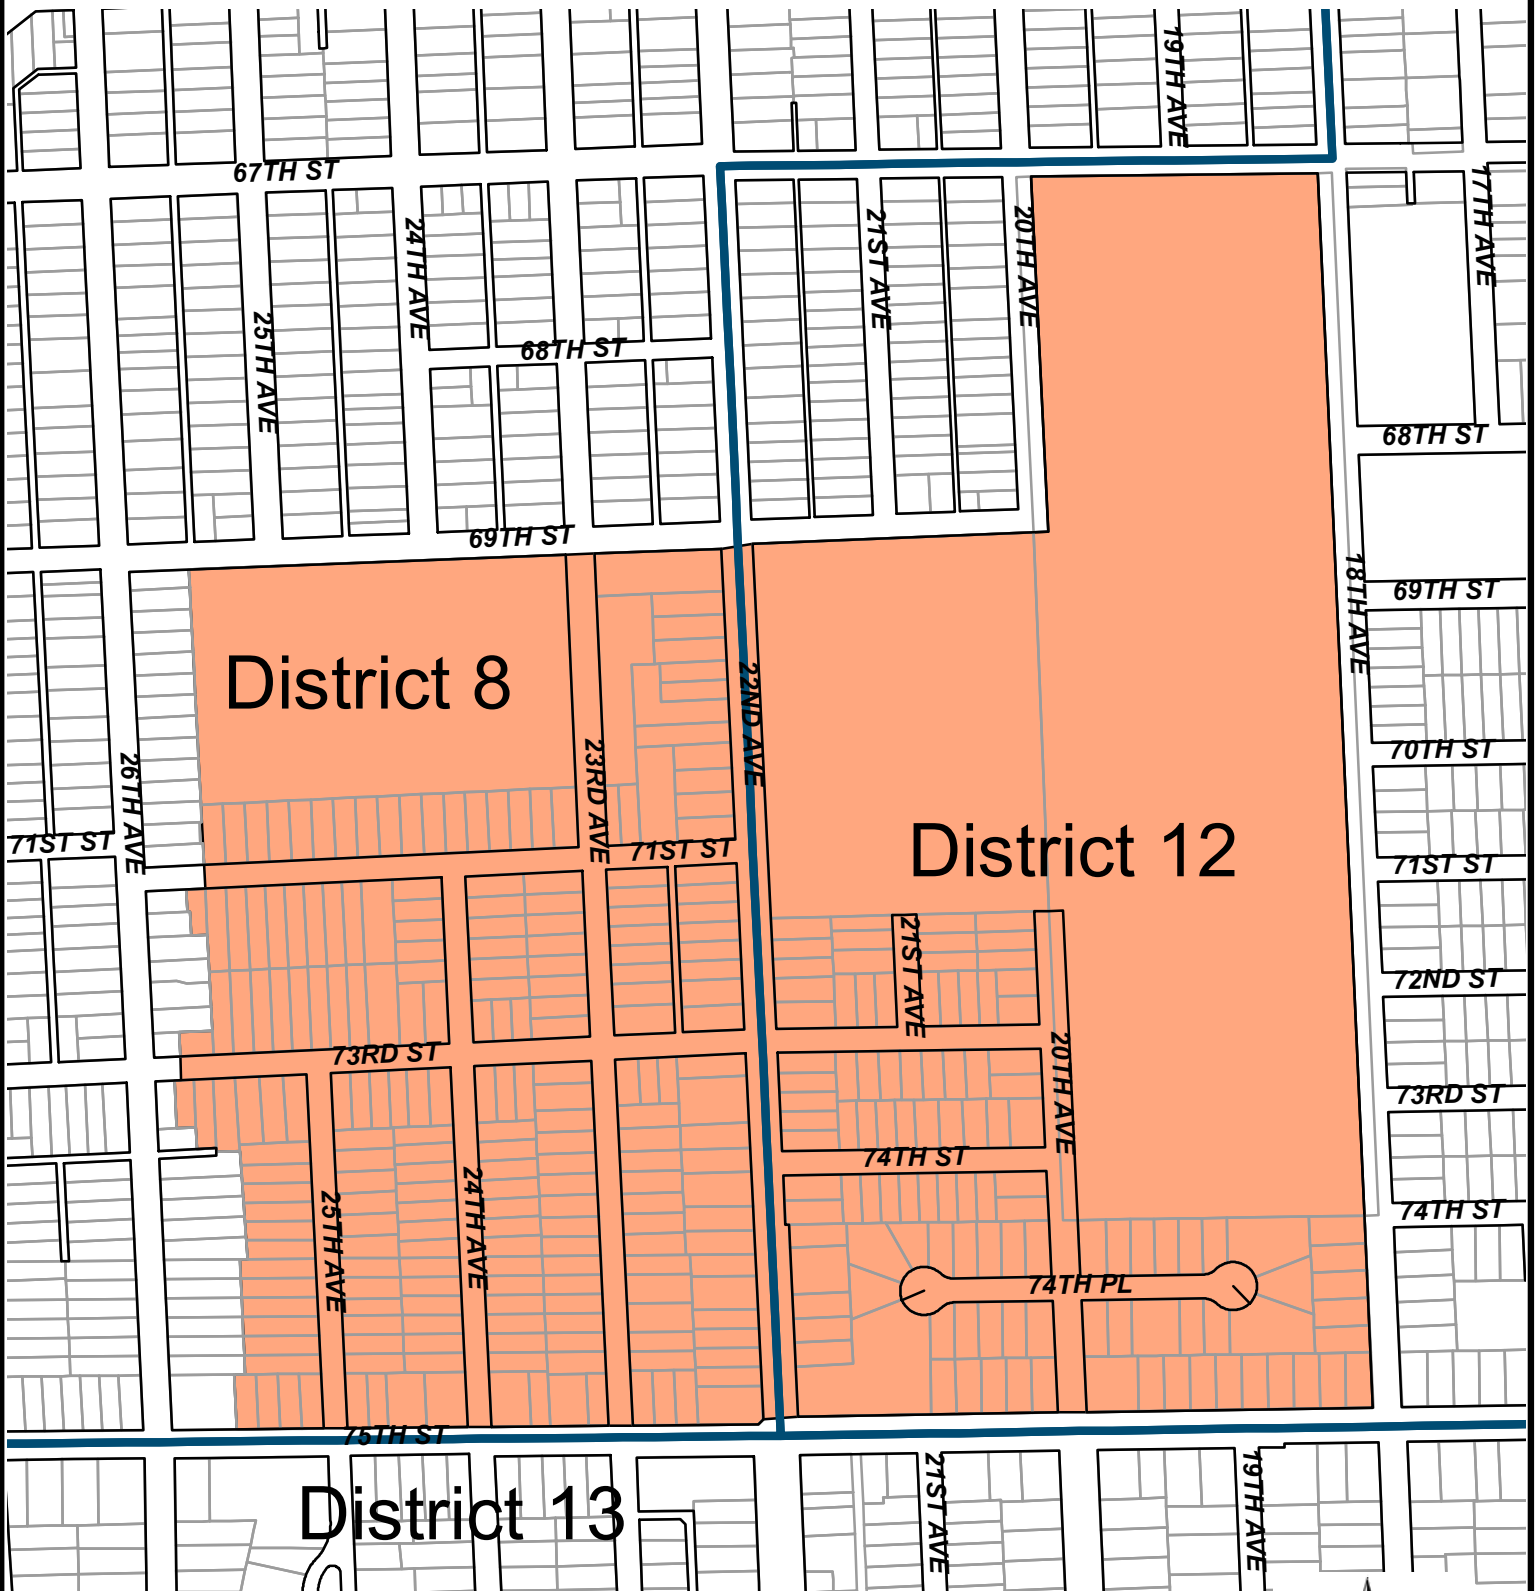 19TH AVE
67TH ST
17TH AVE
24TH AVE
21ST AVE
20TH AVE
25TH AVE
68TH ST
68TH ST
69TH ST
18TH AVE
69TH ST
District 8
22ND AVE
23RD AVE
70TH ST
26TH AVE
71ST ST
71ST ST
District 12
71ST ST
21ST AVE
72ND ST
73RD ST
20TH AVE
73RD ST
74TH ST
25TH AVE
24TH AVE
74TH ST
74TH PL
75TH ST
21ST AVE
19TH AVE
District 13